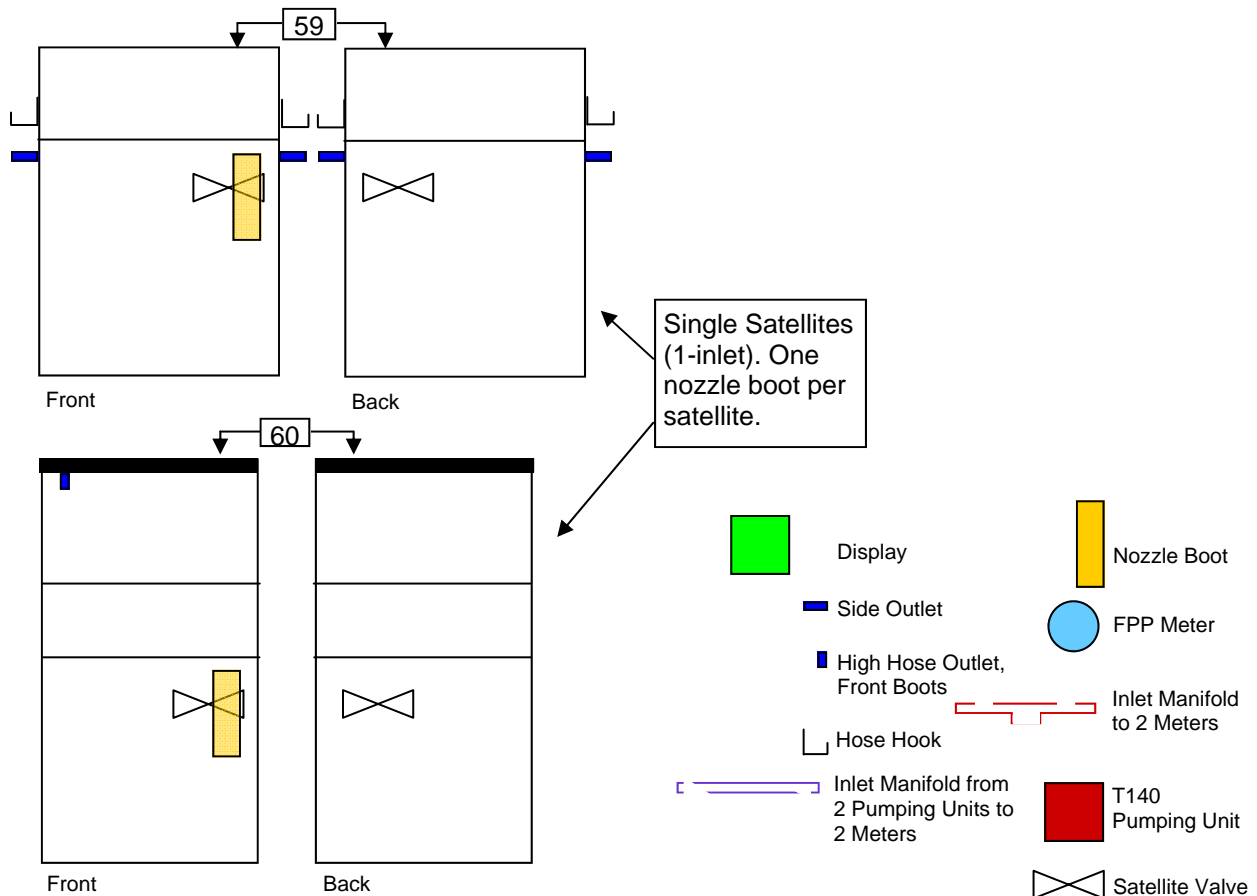 59
Front
Back
Single Satellites
(1-inlet). One
nozzle boot per
satellite.
60
Front
Back
Display
Nozzle Boot
Side Outlet
FPP Meter
High Hose Outlet,
Front Boots
Inlet Manifold
to 2 Meters
Hose Hook
Inlet Manifold from
2 Pumping Units to
2 Meters
T140
Pumping Unit
Satellite Valve